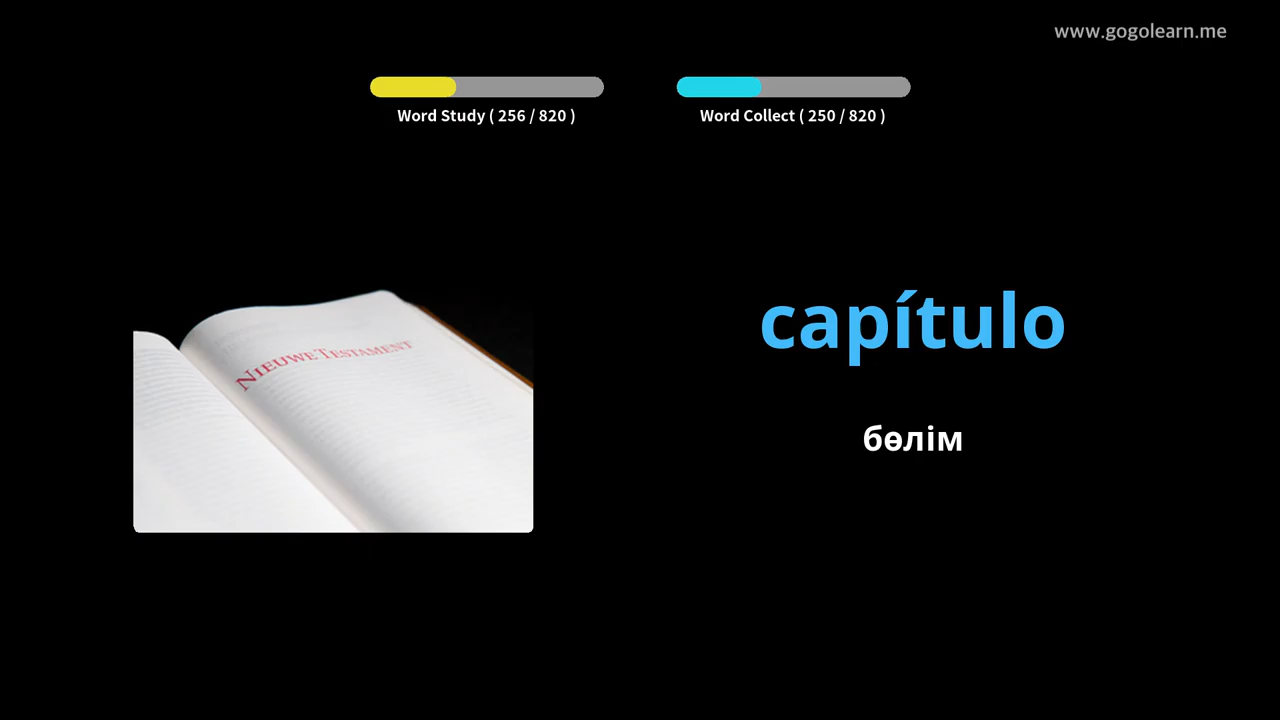 www.gogolearn.me
Word Study ( 256 / 820 )
Word Collect ( 250 / 820 )
NIEUWE TESTAMENT
capítulo
бөлім